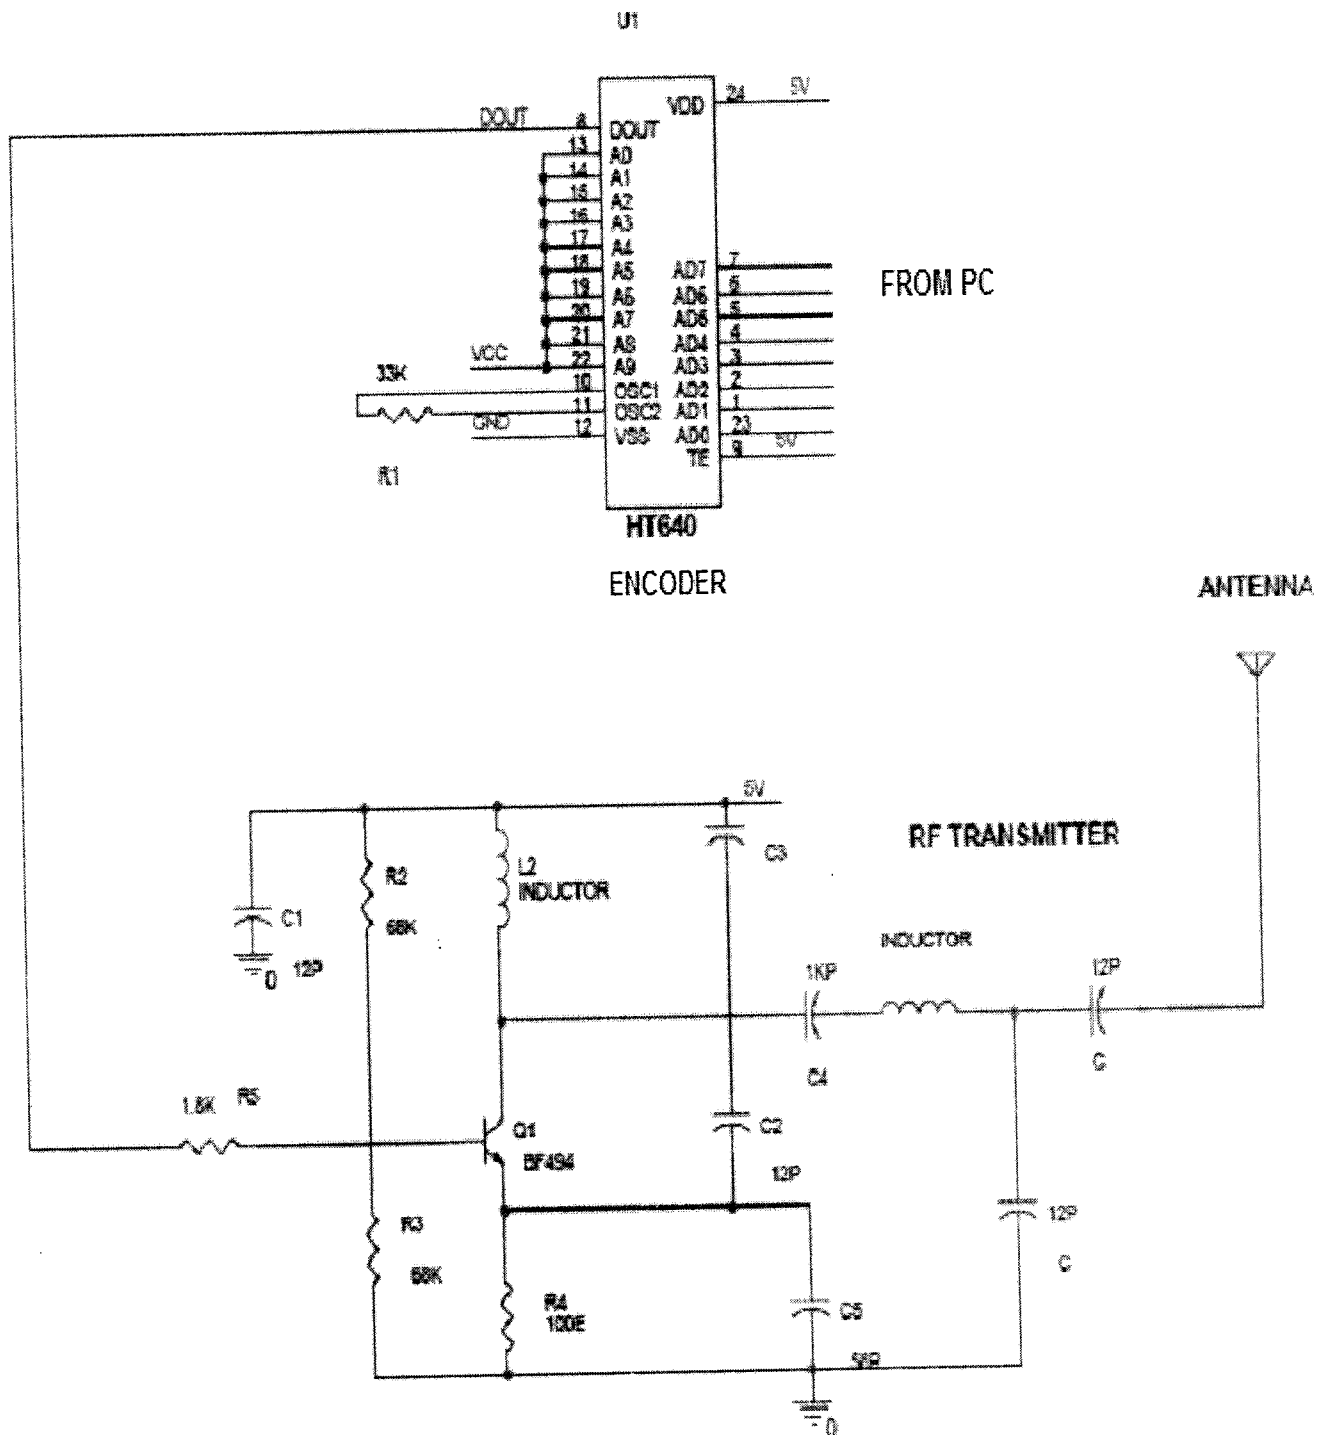 U1
24
5V
VDD
DOUT
8
DOUT
13
A0
14
A1
15
A2
16
A3
17
A4
18
A5
7
AD7
FROM PC
19
A6
6
AD6
20
A7
5
AD5
21
A8
4
AD4
VCC
22
A9
3
AD3
33K
10
OSC1
2
AD2
11
OSC2
1
AD1
GND
12
VSS
23
AD0
5V
9
TE
R1
HT640
ENCODER
ANTENNA
5V
RF TRANSMITTER
C3
R2
L2
INDUCTOR
C1
INDUCTOR
0
12P
1KP
12P
C4
C
R5
Q1
C2
BF494
12P
R3
12P
C
R4
100E
C5
0